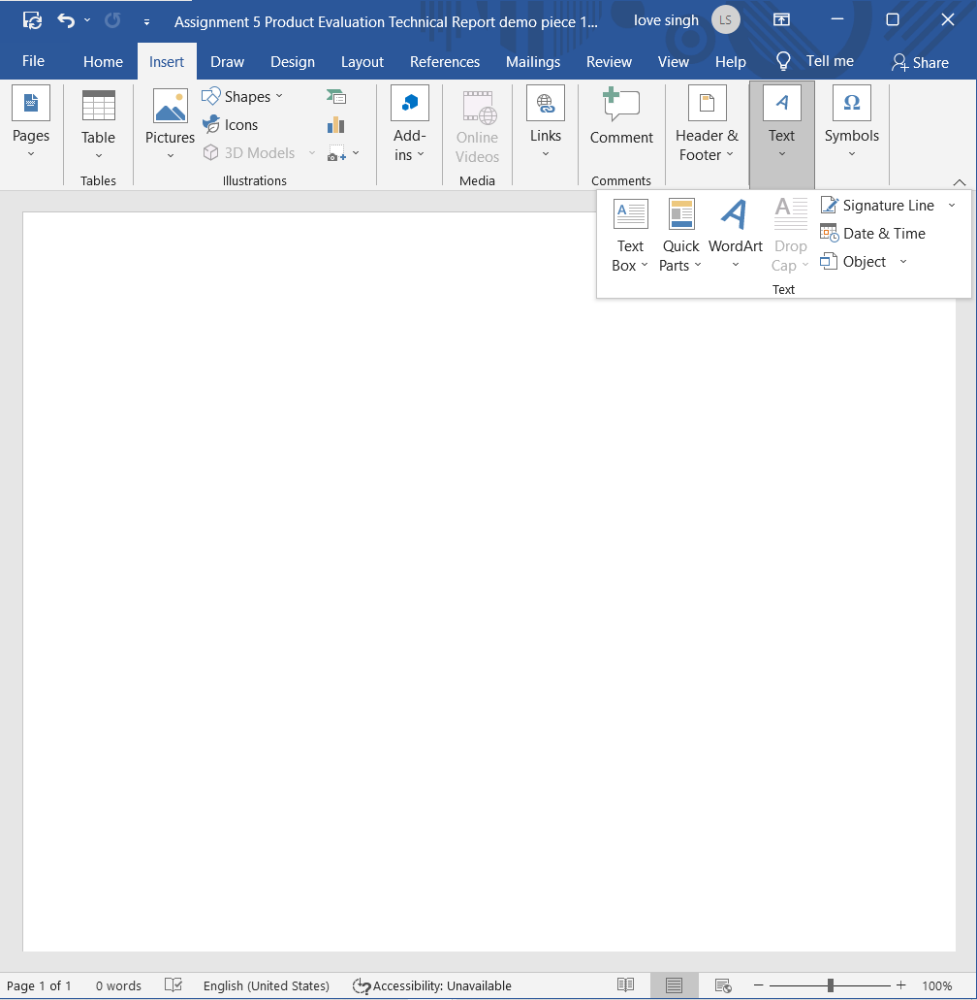 Assignment 5 Product Evaluation Technical Report demo piece 1...
love singh
LS
File
Home
Insert
Draw
Design
Layout
References
Mailings
Review
View
Help
Tell me
Share
Pages
Table
Tables
Pictures
Shapes
Icons
3D Models
Illustrations
Add-
ins
Online
Videos
Media
Links
Comment
Comments
Header &
Footer
Text
Symbols
Text
Box
Quick
Parts
WordArt
Drop
Cap
Signature Line
Date & Time
Object
Text
Page 1 of 1
0 words
English (United States)
Accessibility: Unavailable
100%